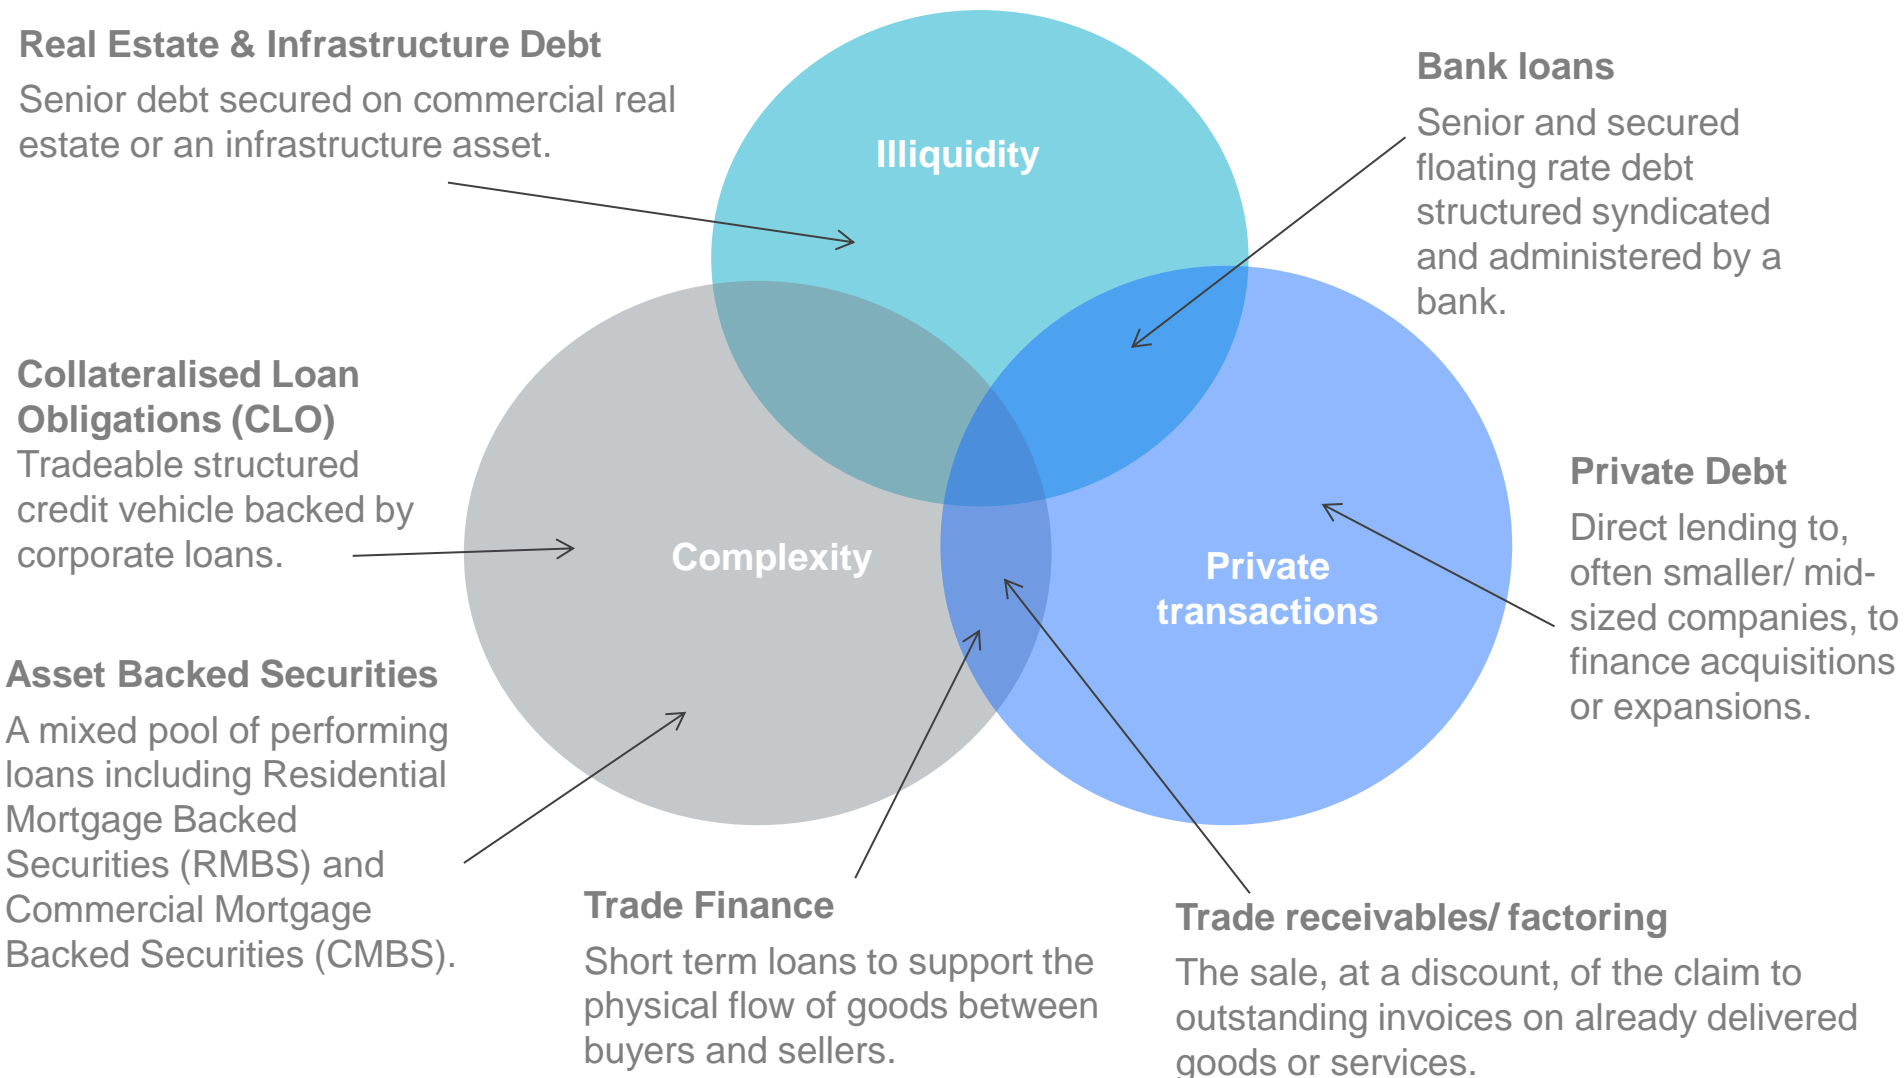 Real Estate & Infrastructure Debt
Senior debt secured on commercial real
estate or an infrastructure asset.
Illiquidity
Bank loans
Senior and secured
floating rate debt
structured syndicated
and administered by a
bank.
Collateralised Loan
Obligations (CLO)
Tradeable structured
credit vehicle backed by
corporate loans.
Complexity
Private
transactions
Private Debt
Direct lending to,
often smaller/ mid-
sized companies, to
finance acquisitions
or expansions.
Asset Backed Securities
A mixed pool of performing
loans including Residential
Mortgage Backed
Securities (RMBS) and
Commercial Mortgage
Backed Securities (CMBS).
Trade Finance
Short term loans to support the
physical flow of goods between
buyers and sellers.
Trade receivables/ factoring
The sale, at a discount, of the claim to
outstanding invoices on already delivered
goods or services.